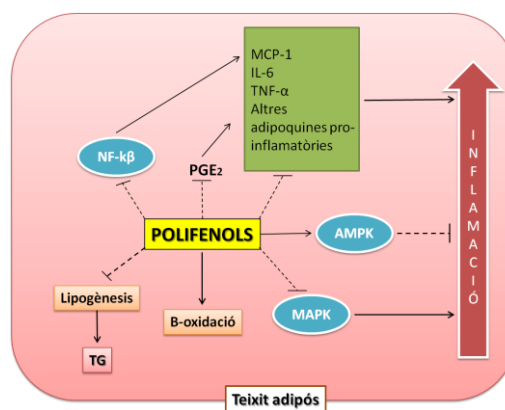 MCP-1
IL-6
TNF-α
Altres
adipoquines pro-
inflamatòries
NF-kβ
PGE2
POLIFENOLS
AMPK
Lipogènesis
B-oxidació
MAPK
TG
INFLAMACIÓ
Teixit adipós